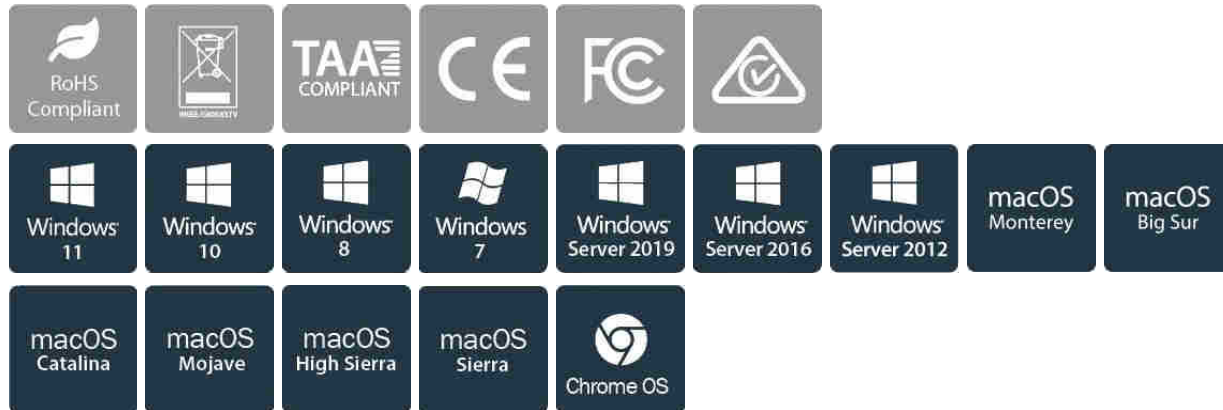 RoHS
Compliant
TAA
COMPLIANT
CE
FC
Windows
11
Windows
10
Windows
8
Windows
7
Windows
Server 2019
Windows
Server 2016
Windows
Server 2012
macOS
Monterey
macOS
Big Sur
macOS
Catalina
macOS
Mojave
macOS
High Sierra
macOS
Sierra
Chrome OS